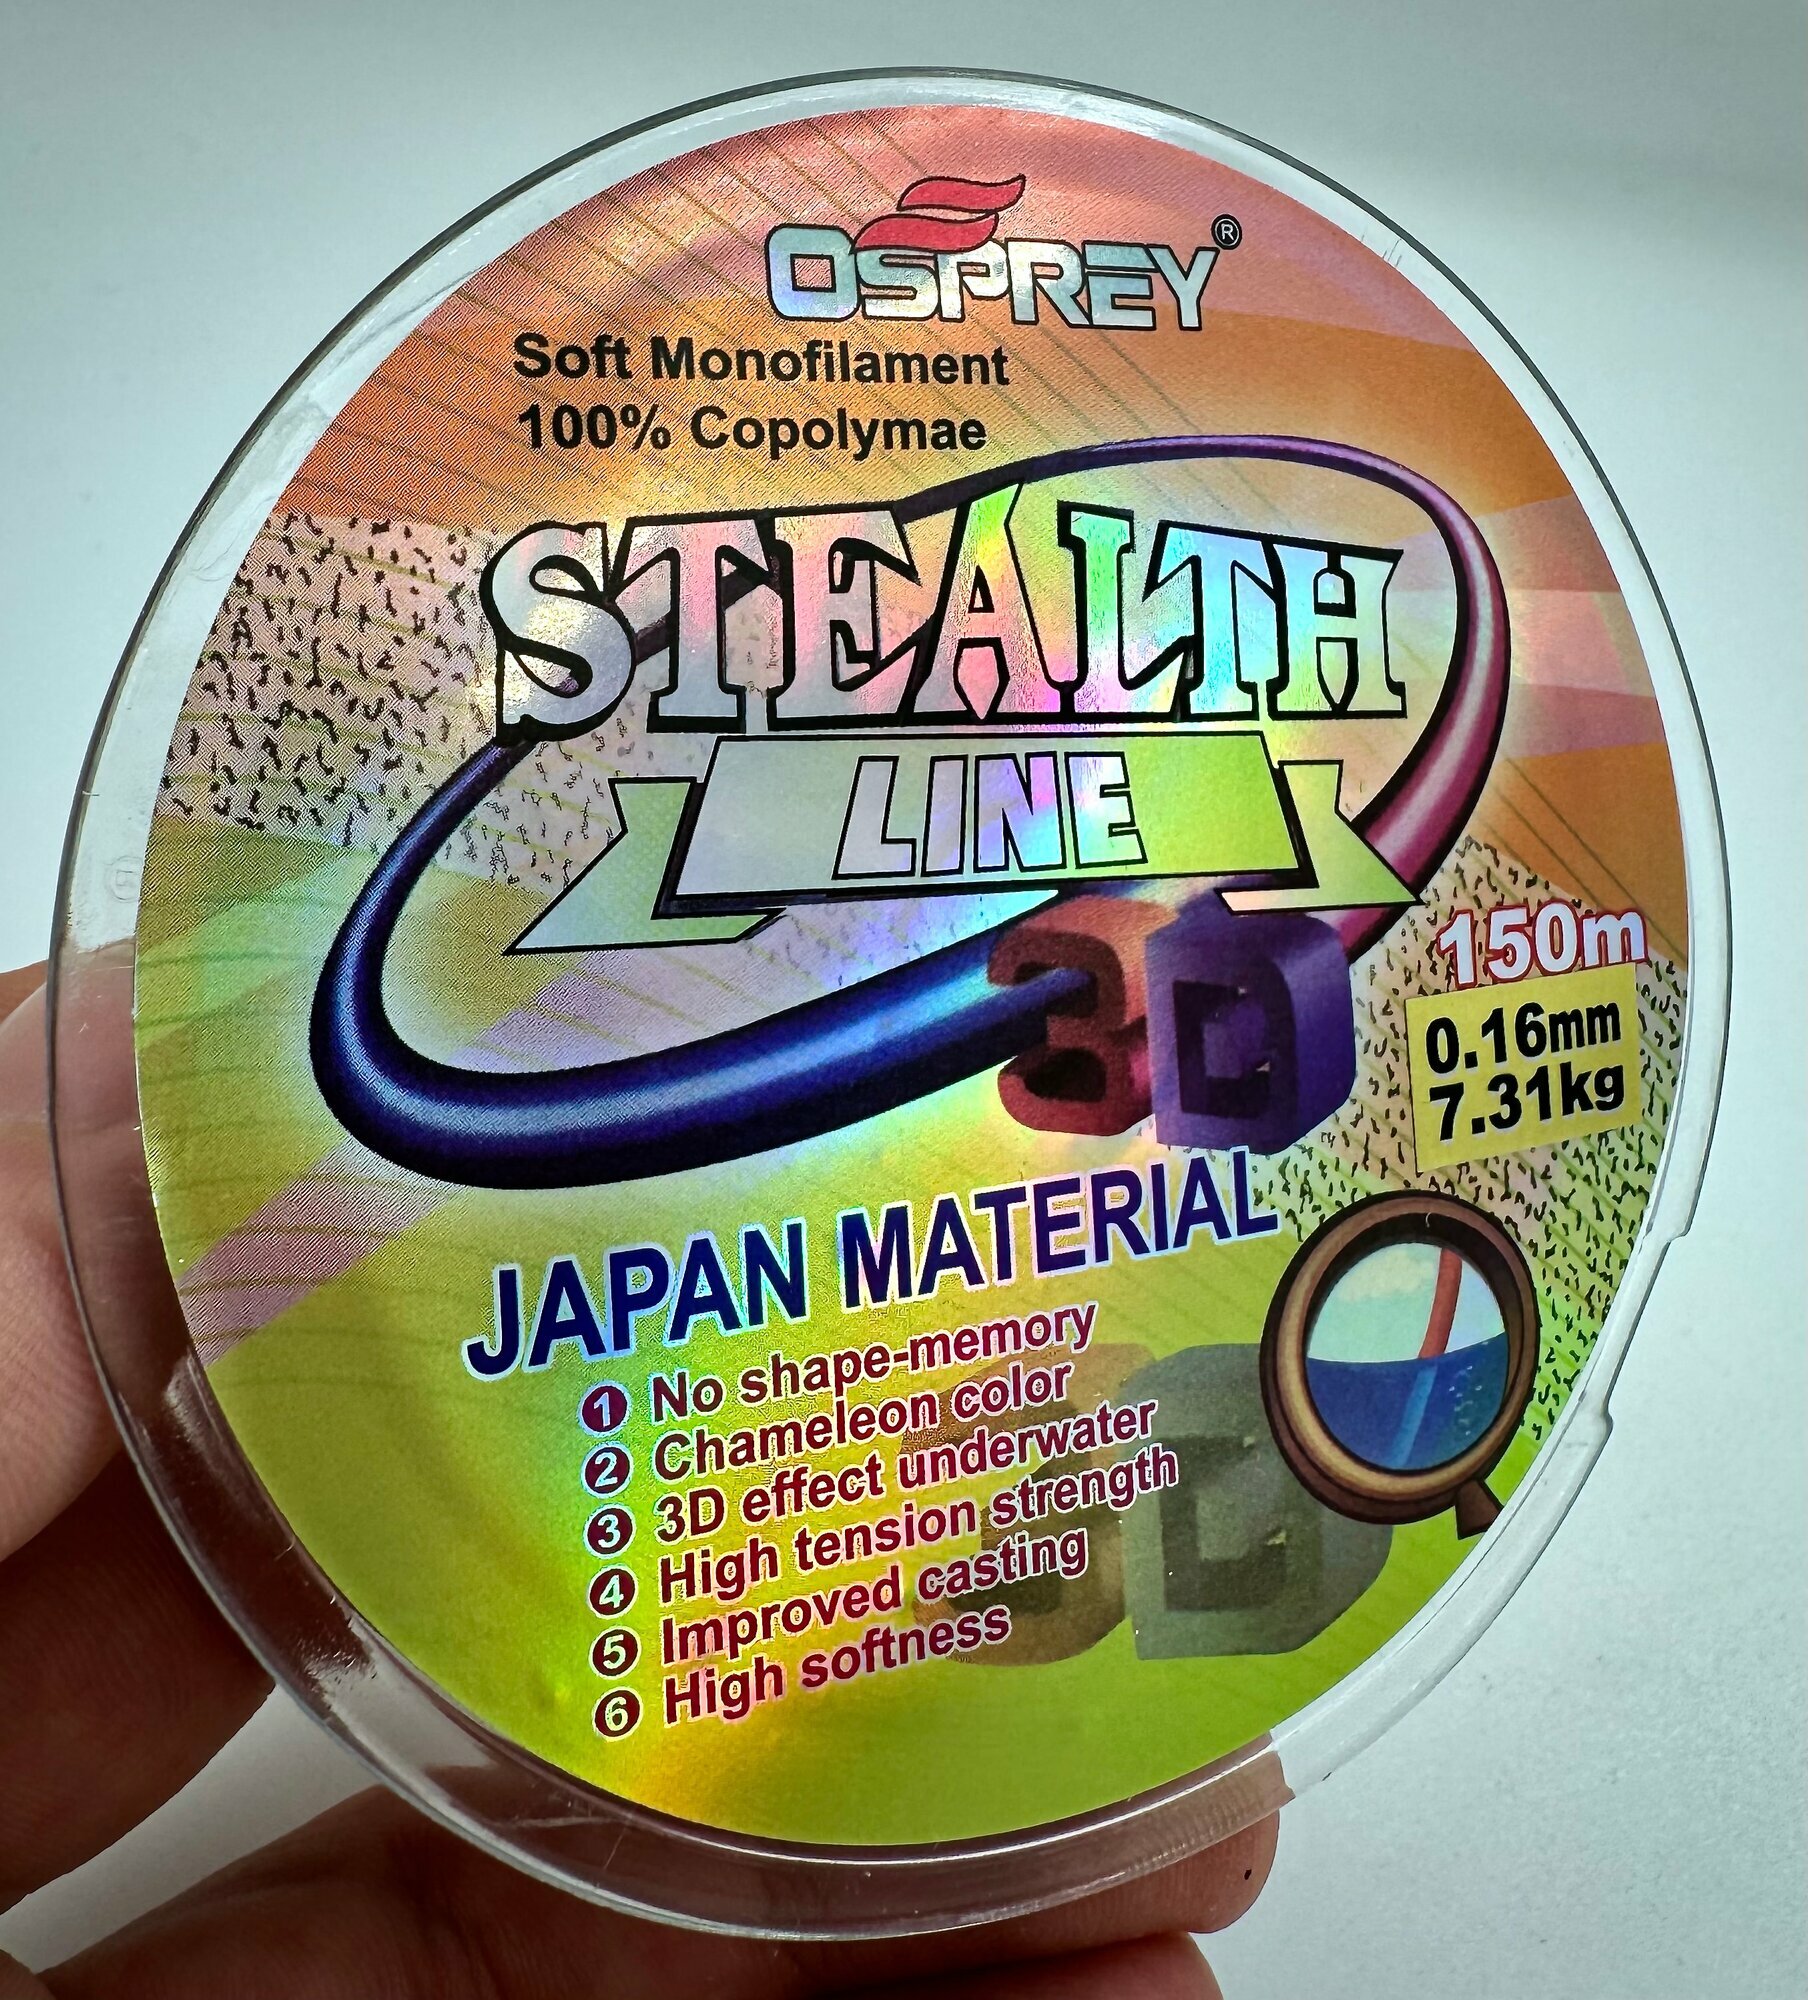 OSPREY®
Soft Monofilament
100% Copolymae
STEALTH
LINE
3D
150m
0.16mm
7.31kg
JAPAN MATERIAL
1 No shape-memory
2 Chameleon color
3 3D effect underwater
4 High tension strength
5 Improved casting
6 High softness
3D